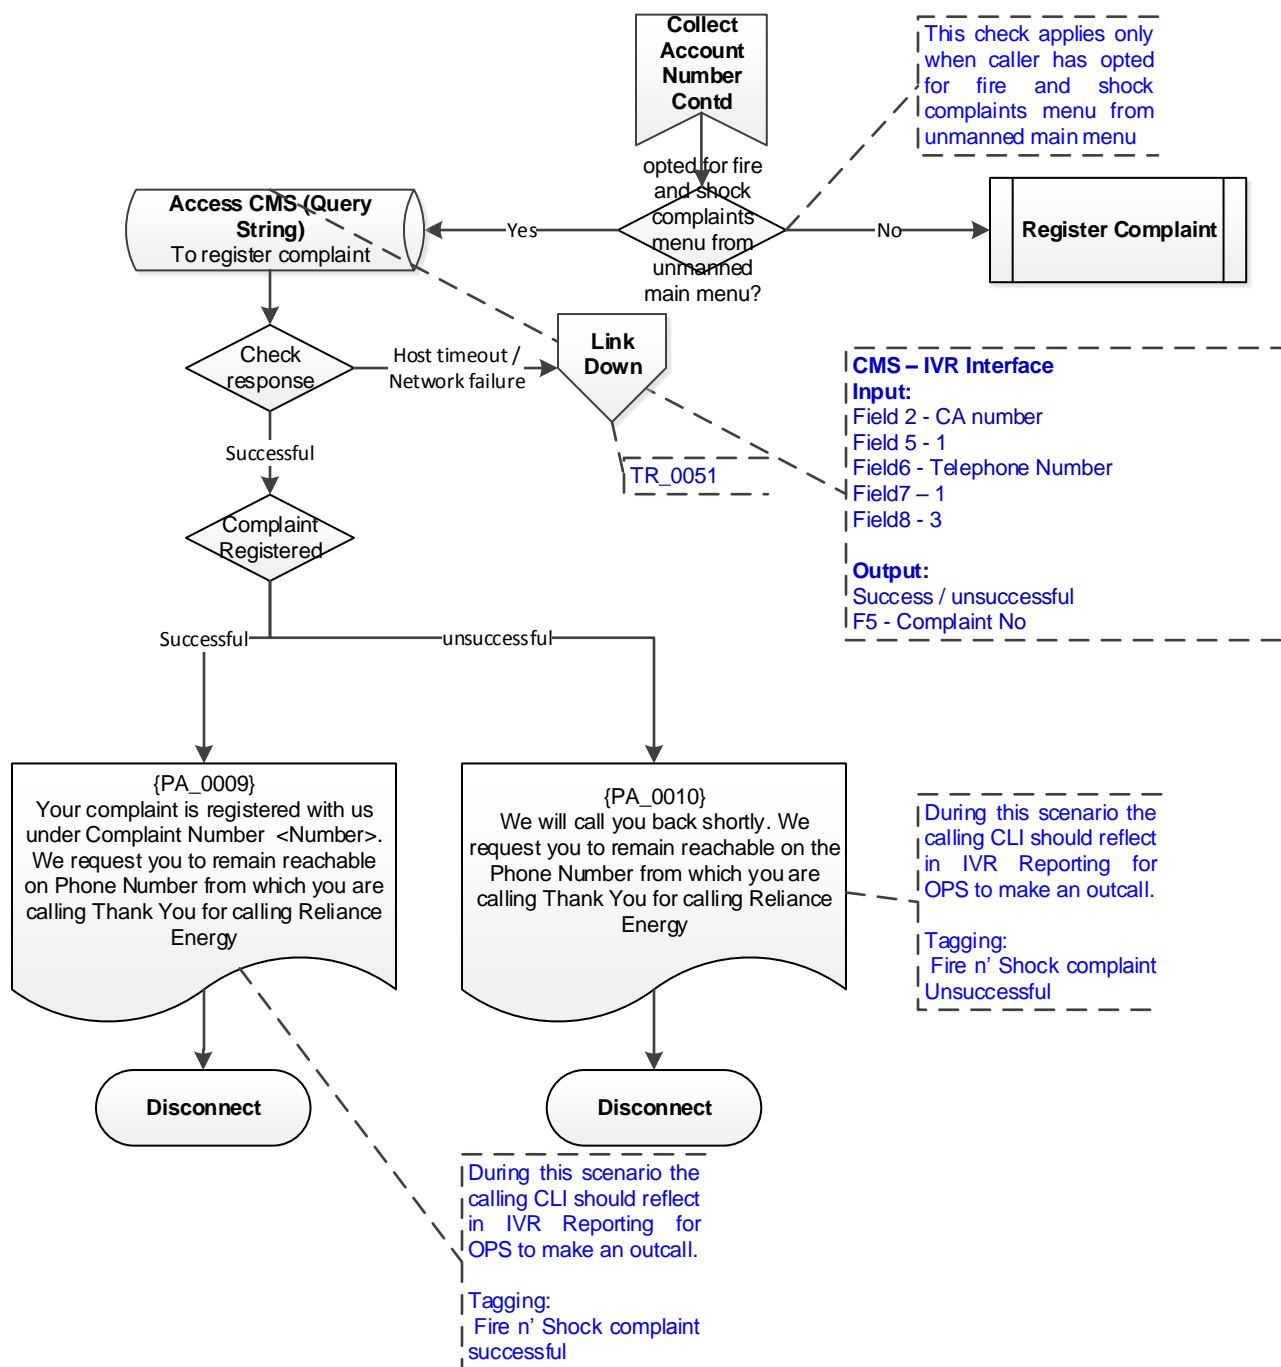 Collect
Account
Number
Contd
This check applies only
when caller has opted
for fire and shock
complaints menu from
unmanned main menu
opted for fire
and shock
complaints
menu from
unmanned
main menu?
Yes
No
Access CMS (Query
String)
To register complaint
Register Complaint
Check
response
Host timeout /
Network failure
Link
Down
TR_0051
CMS – IVR Interface
Input:
Field 2 - CA number
Field 5 - 1
Field6 - Telephone Number
Field7 – 1
Field8 - 3
Output:
Success / unsuccessful
F5 - Complaint No
Successful
Complaint
Registered
Successful
unsuccessful
{PA_0009}
Your complaint is registered with us
under Complaint Number <Number>.
We request you to remain reachable
on Phone Number from which you are
calling Thank You for calling Reliance
Energy
{PA_0010}
We will call you back shortly. We
request you to remain reachable on the
Phone Number from which you are
calling Thank You for calling Reliance
Energy
During this scenario the
calling CLI should reflect
in IVR Reporting for
OPS to make an outcall.
Tagging:
Fire n’ Shock complaint
Unsuccessful
Disconnect
Disconnect
During this scenario the
calling CLI should reflect
in IVR Reporting for
OPS to make an outcall.
Tagging:
Fire n’ Shock complaint
successful